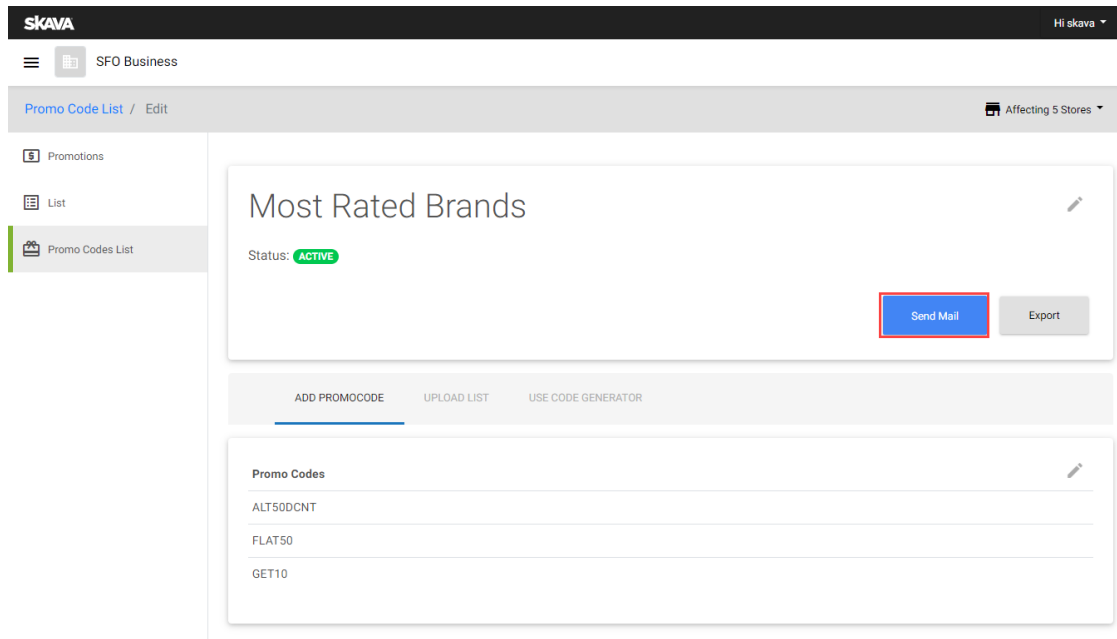 SKAVA
Hi skava
SFO Business
Promo Code List / Edit
Affecting 5 Stores
Promotions
List
Promo Codes List
Most Rated Brands
Status: ACTIVE
Send Mail
Export
ADD PROMOCODE
UPLOAD LIST
USE CODE GENERATOR
Promo Codes
ALT50DCNT
FLAT50
GET10